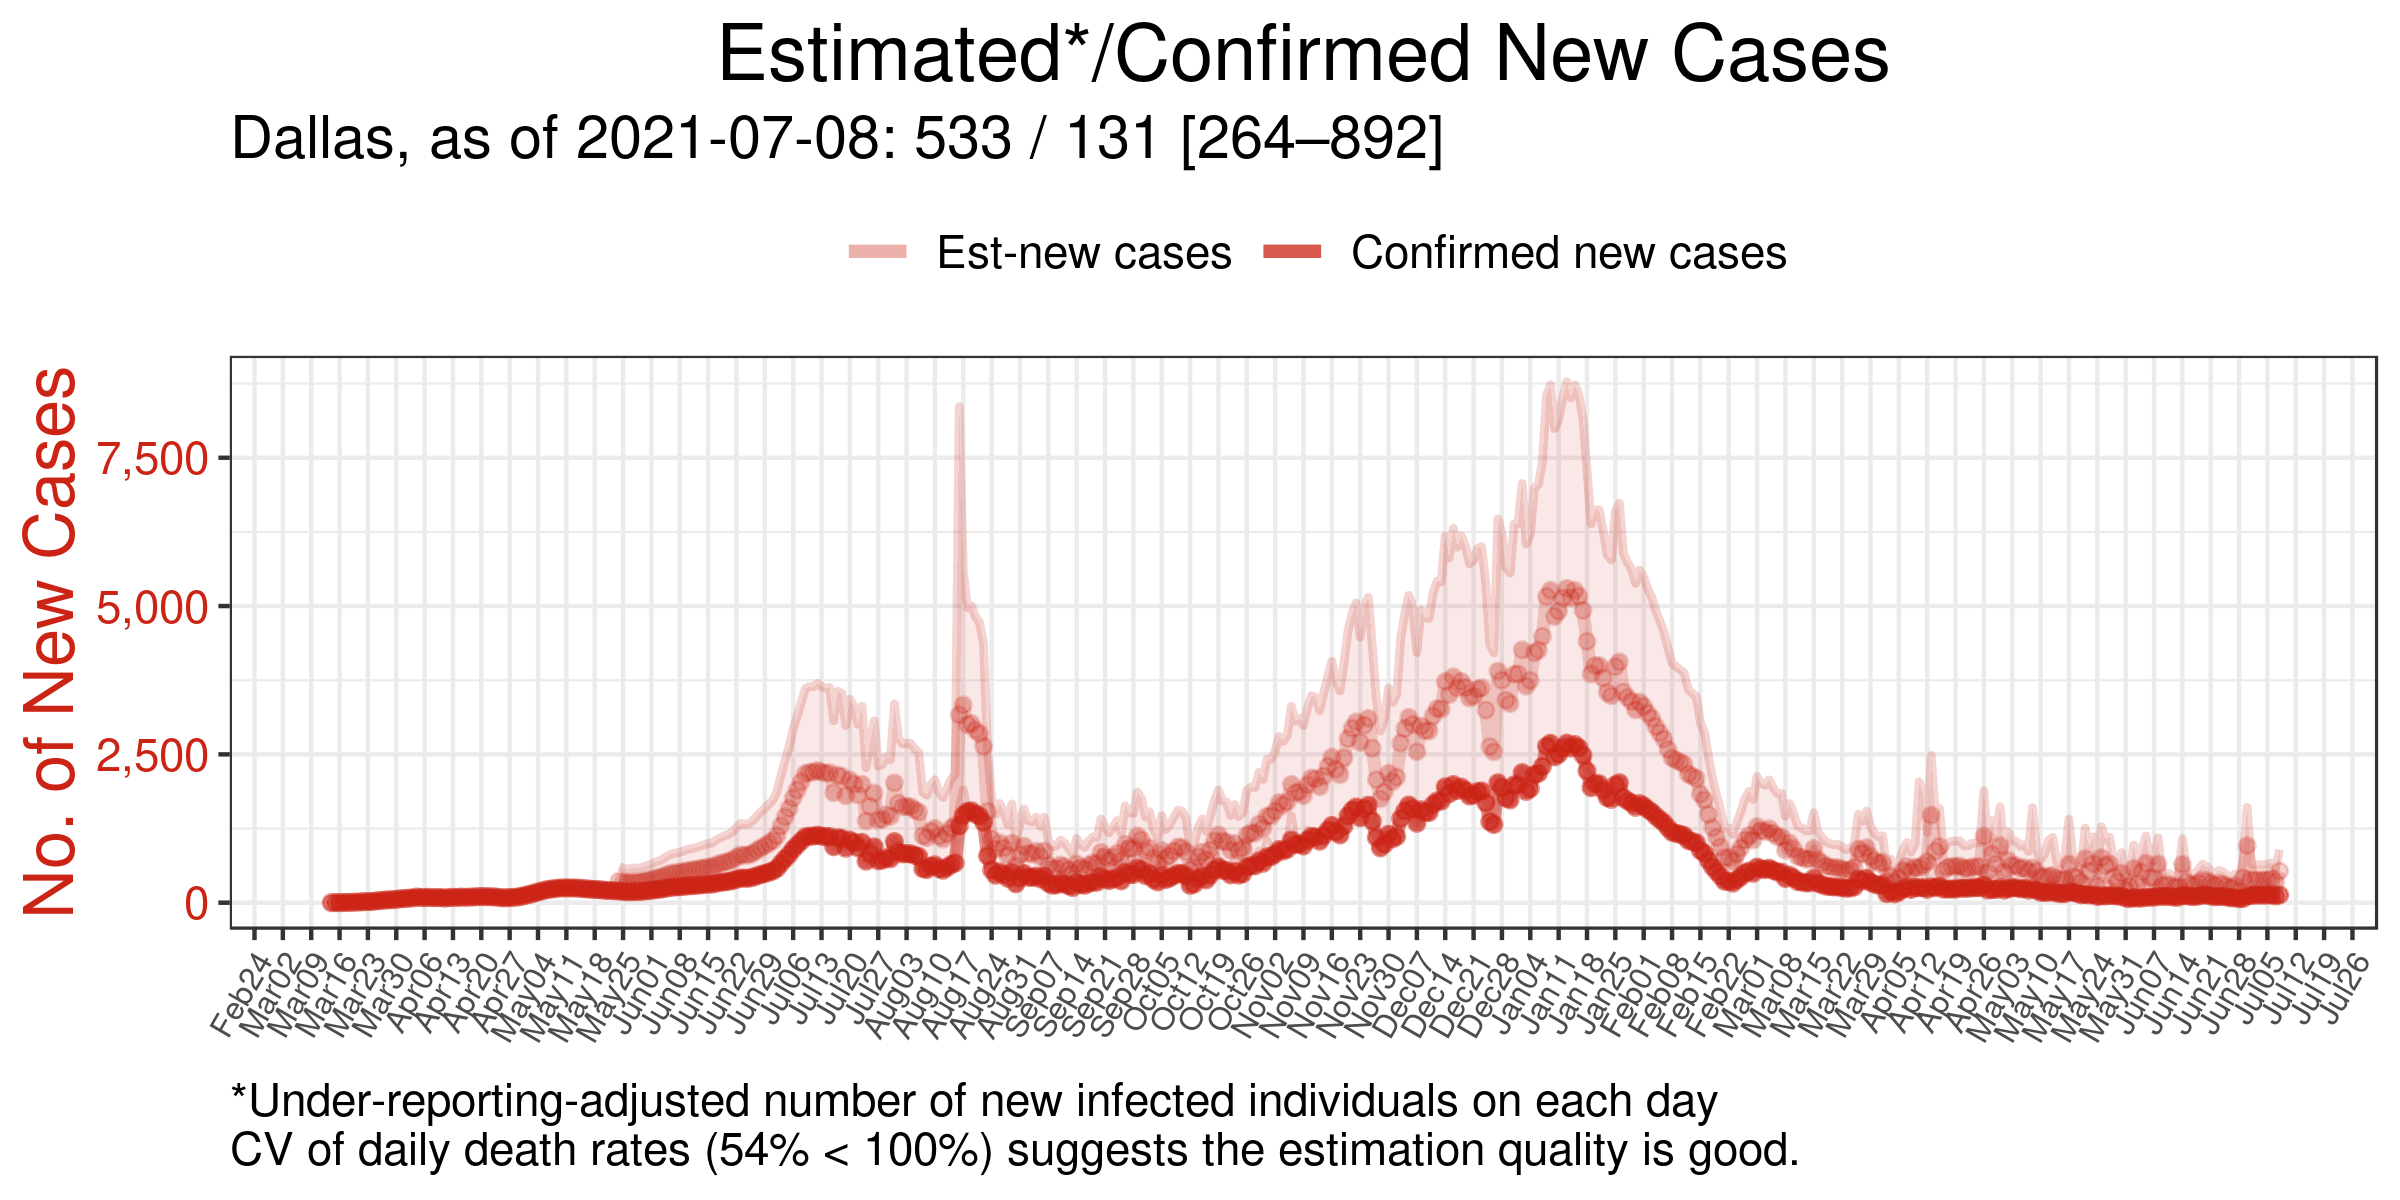 Estimated*/Confirmed New Cases
Dallas, as of 2021-07-08: 533 / 131 [264–892]
Est-new cases Confirmed new cases
No. of New Cases
7,500
5,000
2,500
0
Feb24 Mar02 Mar09 Mar16 Mar23 Mar30 Apr06 Apr13 Apr20 Apr27 May04 May11 May18 May25 Jun01 Jun08 Jun15 Jun22 Jun29 Jul06 Jul13 Jul20 Jul27 Aug03 Aug10 Aug17 Aug24 Aug31 Sep07 Sep14 Sep21 Sep28 Oct05 Oct12 Oct19 Oct26 Nov02 Nov09 Nov16 Nov23 Nov30 Dec07 Dec14 Dec21 Dec28 Jan04 Jan11 Jan18 Jan25 Feb01 Feb08 Feb15 Feb22 Mar01 Mar08 Mar15 Mar22 Mar29 Apr05 Apr12 Apr19 Apr26 May03 May10 May17 May24 May31 Jun07 Jun14 Jun21 Jun28 Jul05 Jul12 Jul19 Jul26
*Under-reporting-adjusted number of new infected individuals on each day
CV of daily death rates (54% < 100%) suggests the estimation quality is good.